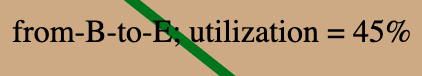 from-B-to-E; utilization = 45%